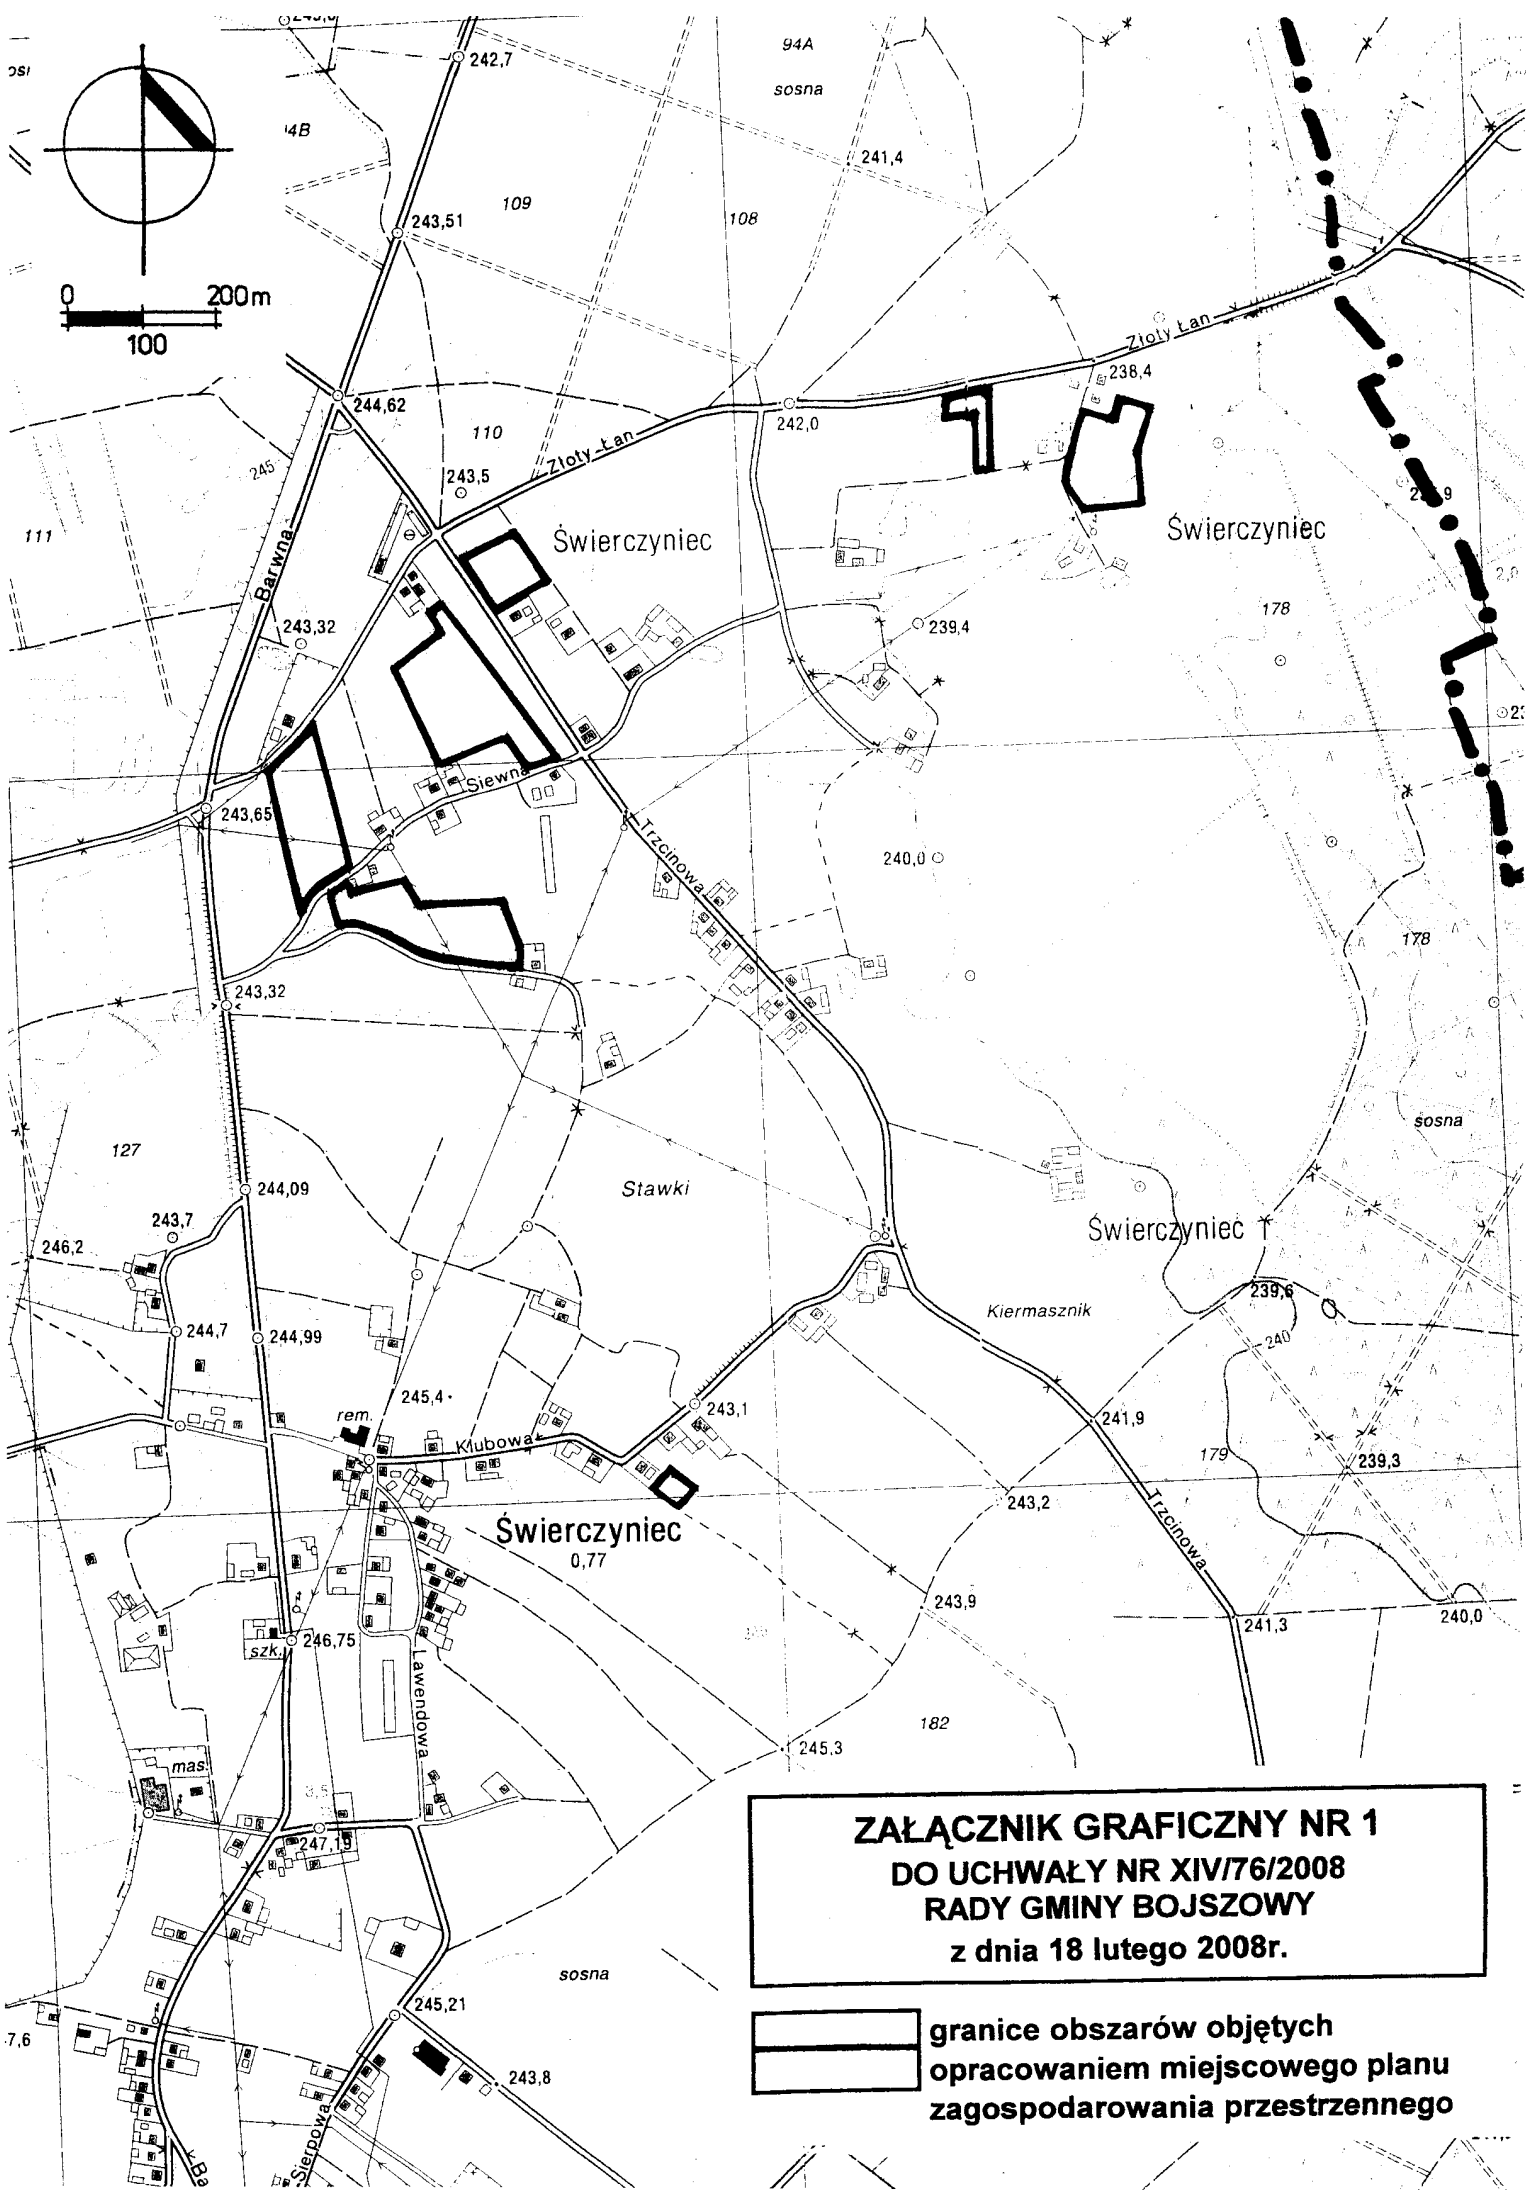 242,7
94A
sosna
241,4
109
108
243,51
0
200m
100
Złoty Łan
238,4
244,62
242,0
110
245
Złoty Łan
243,5
Świerczyniec
Świerczyniec
111
Barwna
178
243,32
239,4
Siewna
243,65
Trzcinowa
240,0
178
243,32
sosna
127
Stawki
244,09
243,7
246,2
Świerczyniec
239,6
Kiermasznik
240
244,7
244,99
245,4
rem.
243,1
241,9
Klubowa
179
239,3
243,2
Świerczyniec
0,77
Trzcinowa
243,9
241,3
240,0
246,75
szk.
Lawendowa
182
245,3
mas.
247,19
ZAŁĄCZNIK GRAFICZNY NR 1
DO UCHWAŁY NR XIV/76/2008
RADY GMINY BOJSZOWY
z dnia 18 lutego 2008r.
sosna
245,21
granice obszarów objętych
opracowaniem miejscowego planu
zagospodarowania przestrzennego
243,8
Sierpowa
Ba